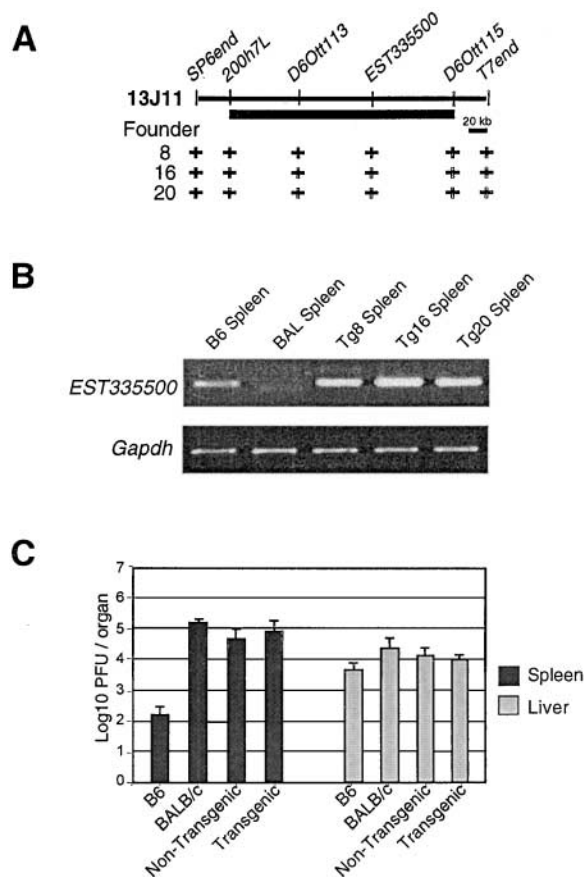 A
SP6end 200h7L D6Ott113 EST335500 D6Ott115 T7end
13J11
Founder
20 kb
8 + + + + + +
16 + + + + + +
20 + + + + + +
B
B6 Spleen BAL Spleen Tg8 Spleen Tg16 Spleen Tg20 Spleen
EST335500
Gapdh
C
Log10 PFU / organ
7
6
5
4
3
2
1
0
Spleen
Liver
B6 BALB/c Non-Transgenic Transgenic B6 BALB/c Non-Transgenic Transgenic